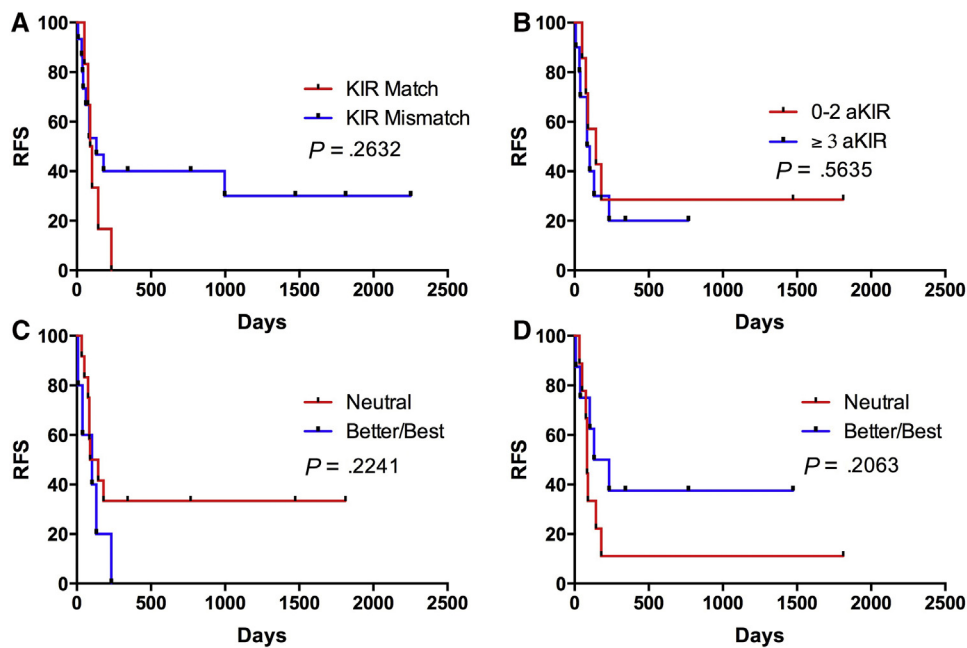 A
100
80
60
40
20
0
RFS
KIR Match
KIR Mismatch
P = .2632
0 500 1000 1500 2000 2500
Days
B
100
80
60
40
20
0
RFS
0-2 aKIR
≥ 3 aKIR
P = .5635
0 500 1000 1500 2000 2500
Days
C
100
80
60
40
20
0
RFS
Neutral
Better/Best
P = .2241
0 500 1000 1500 2000 2500
Days
D
100
80
60
40
20
0
RFS
Neutral
Better/Best
P = .2063
0 500 1000 1500 2000 2500
Days